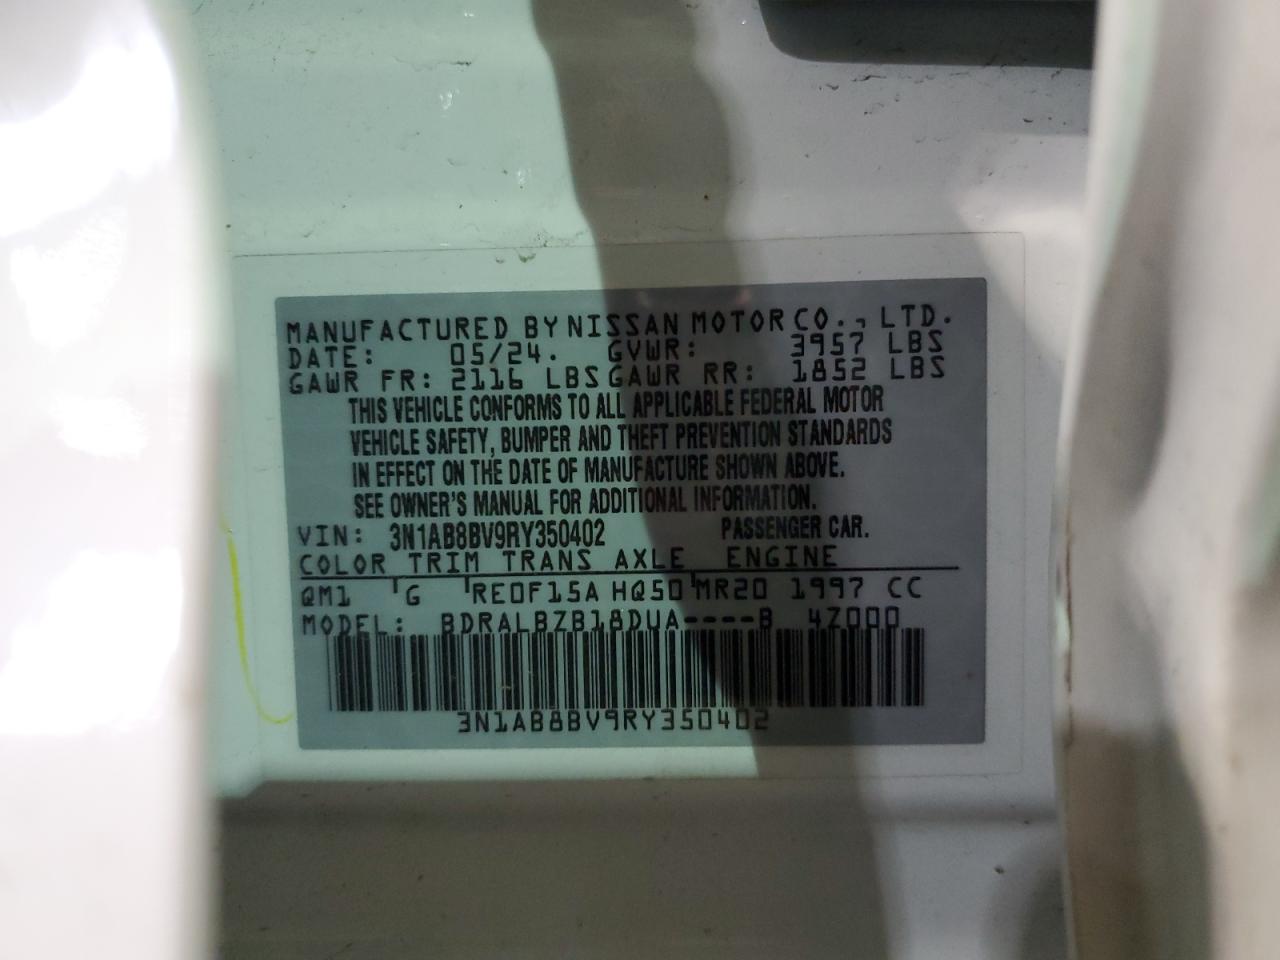 MANUFACTURED BY NISSAN MOTOR CO., LTD.
DATE: 05/24. GVWR: 3957 LBS
GAWR FR: 2116 LBS GAWR RR: 1852 LBS
THIS VEHICLE CONFORMS TO ALL APPLICABLE FEDERAL MOTOR
VEHICLE SAFETY, BUMPER AND THEFT PREVENTION STANDARDS
IN EFFECT ON THE DATE OF MANUFACTURE SHOWN ABOVE.
SEE OWNER'S MANUAL FOR ADDITIONAL INFORMATION.
VIN: 3N1AB8BV9RY350402 PASSENGER CAR.
COLOR TRIM TRANS AXLE ENGINE
QM1 G RE0F15A HQ50 MR20 1997 CC
MODEL: BDRALBZB18DUA----B 4Z000
3N1AB8BV9RY350402